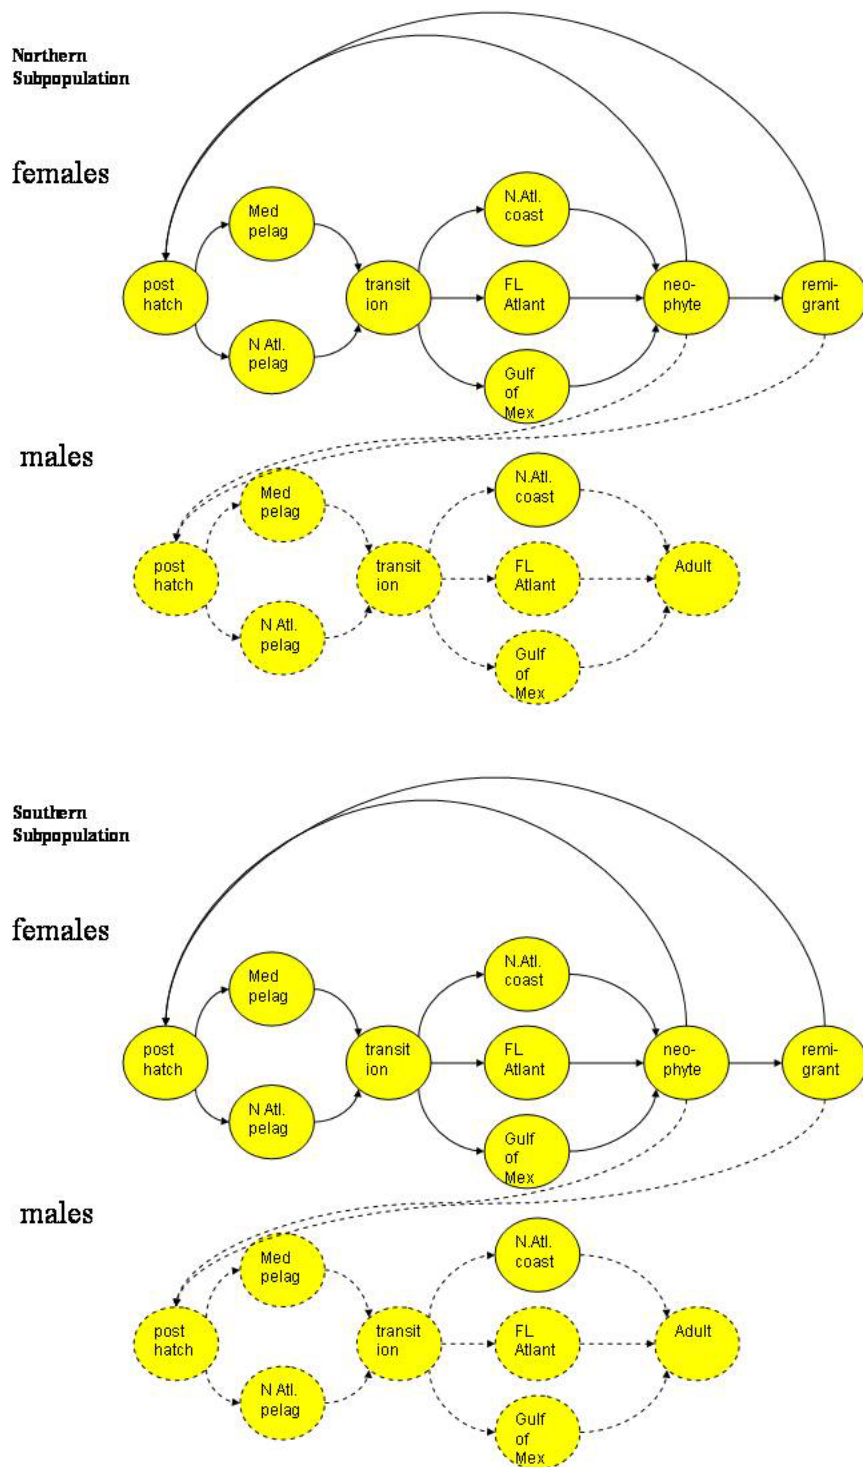 Northern
Subpopulation
females
Med
pelag
N.Atl.
coast
post
hatch
transit
ion
FL
Atlant
neo-
phyte
remi-
grant
N Atl.
pelag
Gulf
of
Mex
males
Med
pelag
N.Atl.
coast
post
hatch
transit
ion
FL
Atlant
Adult
N Atl.
pelag
Gulf
of
Mex
Southern
Subpopulation
females
Med
pelag
N.Atl.
coast
post
hatch
transit
ion
FL
Atlant
neo-
phyte
remi-
grant
N Atl.
pelag
Gulf
of
Mex
males
Med
pelag
N.Atl.
coast
post
hatch
transit
ion
FL
Atlant
Adult
N Atl.
pelag
Gulf
of
Mex